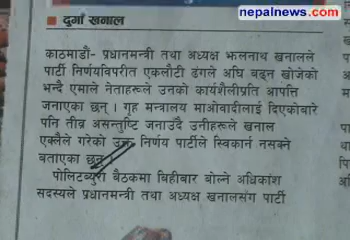 nepalnews.com
दुर्गा खनाल
काठमाडौं- प्रधानमन्त्री तथा अध्यक्ष झलनाथ खनालले
पार्टी निर्णयविपरीत एकलौटी ढंगले अघि बढ्न खोजेको
भन्दै एमाले नेताहरूले उनको कार्यशैलीप्रति आपत्ति
जनाएका छन् । गृह मन्त्रालय माओवादीलाई दिएकोबारे
पनि तीव्र असन्तुष्टि जनाउदै उनीहरूले खनाल
एक्लैले गरेको उक्त निर्णय पार्टीले स्विकार्न नसक्ने
बताएका छन् ।
पोलिटब्युरो बैठकमा बिहीबार बोल्ने अधिकांश
सदस्यले प्रधानमन्त्री तथा अध्यक्ष खनालसंग पार्टी